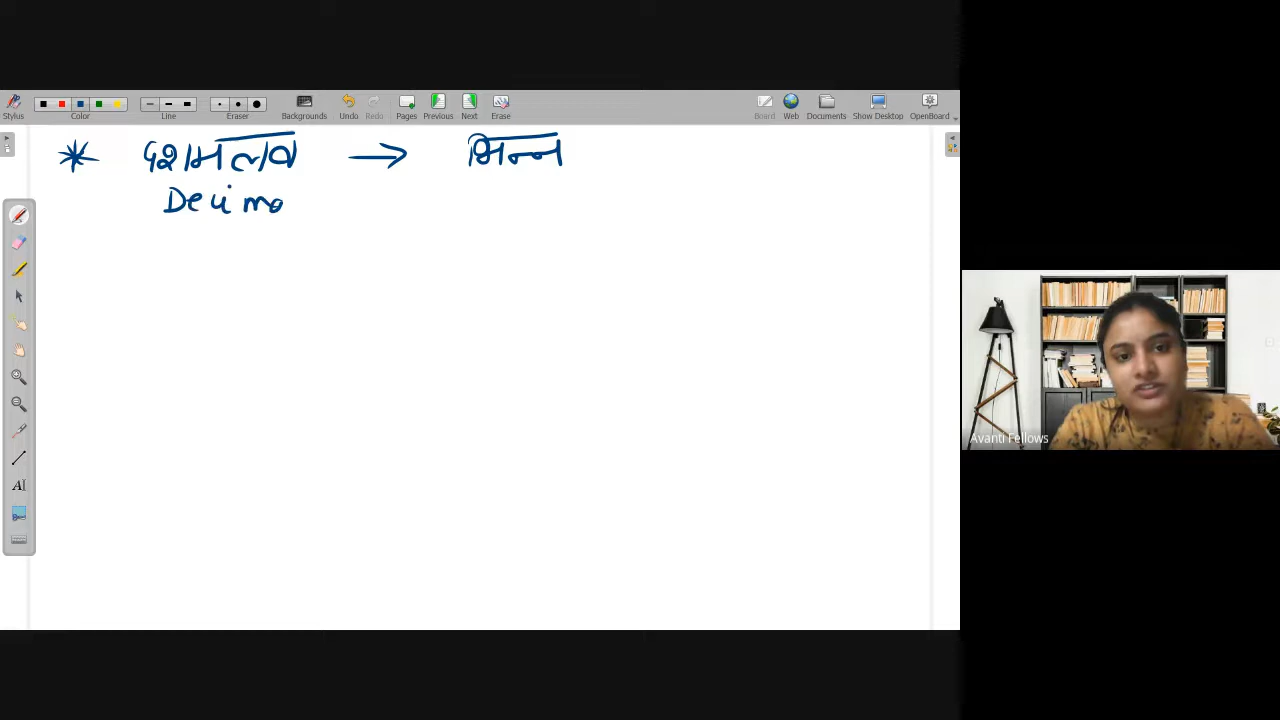 Stylus Color Line Eraser Backgrounds Undo Redo Pages Previous Next Erase Board Web Documents Show Desktop OpenBoard
* दशमलव → भिन्न
Decima
Avanti Fellows